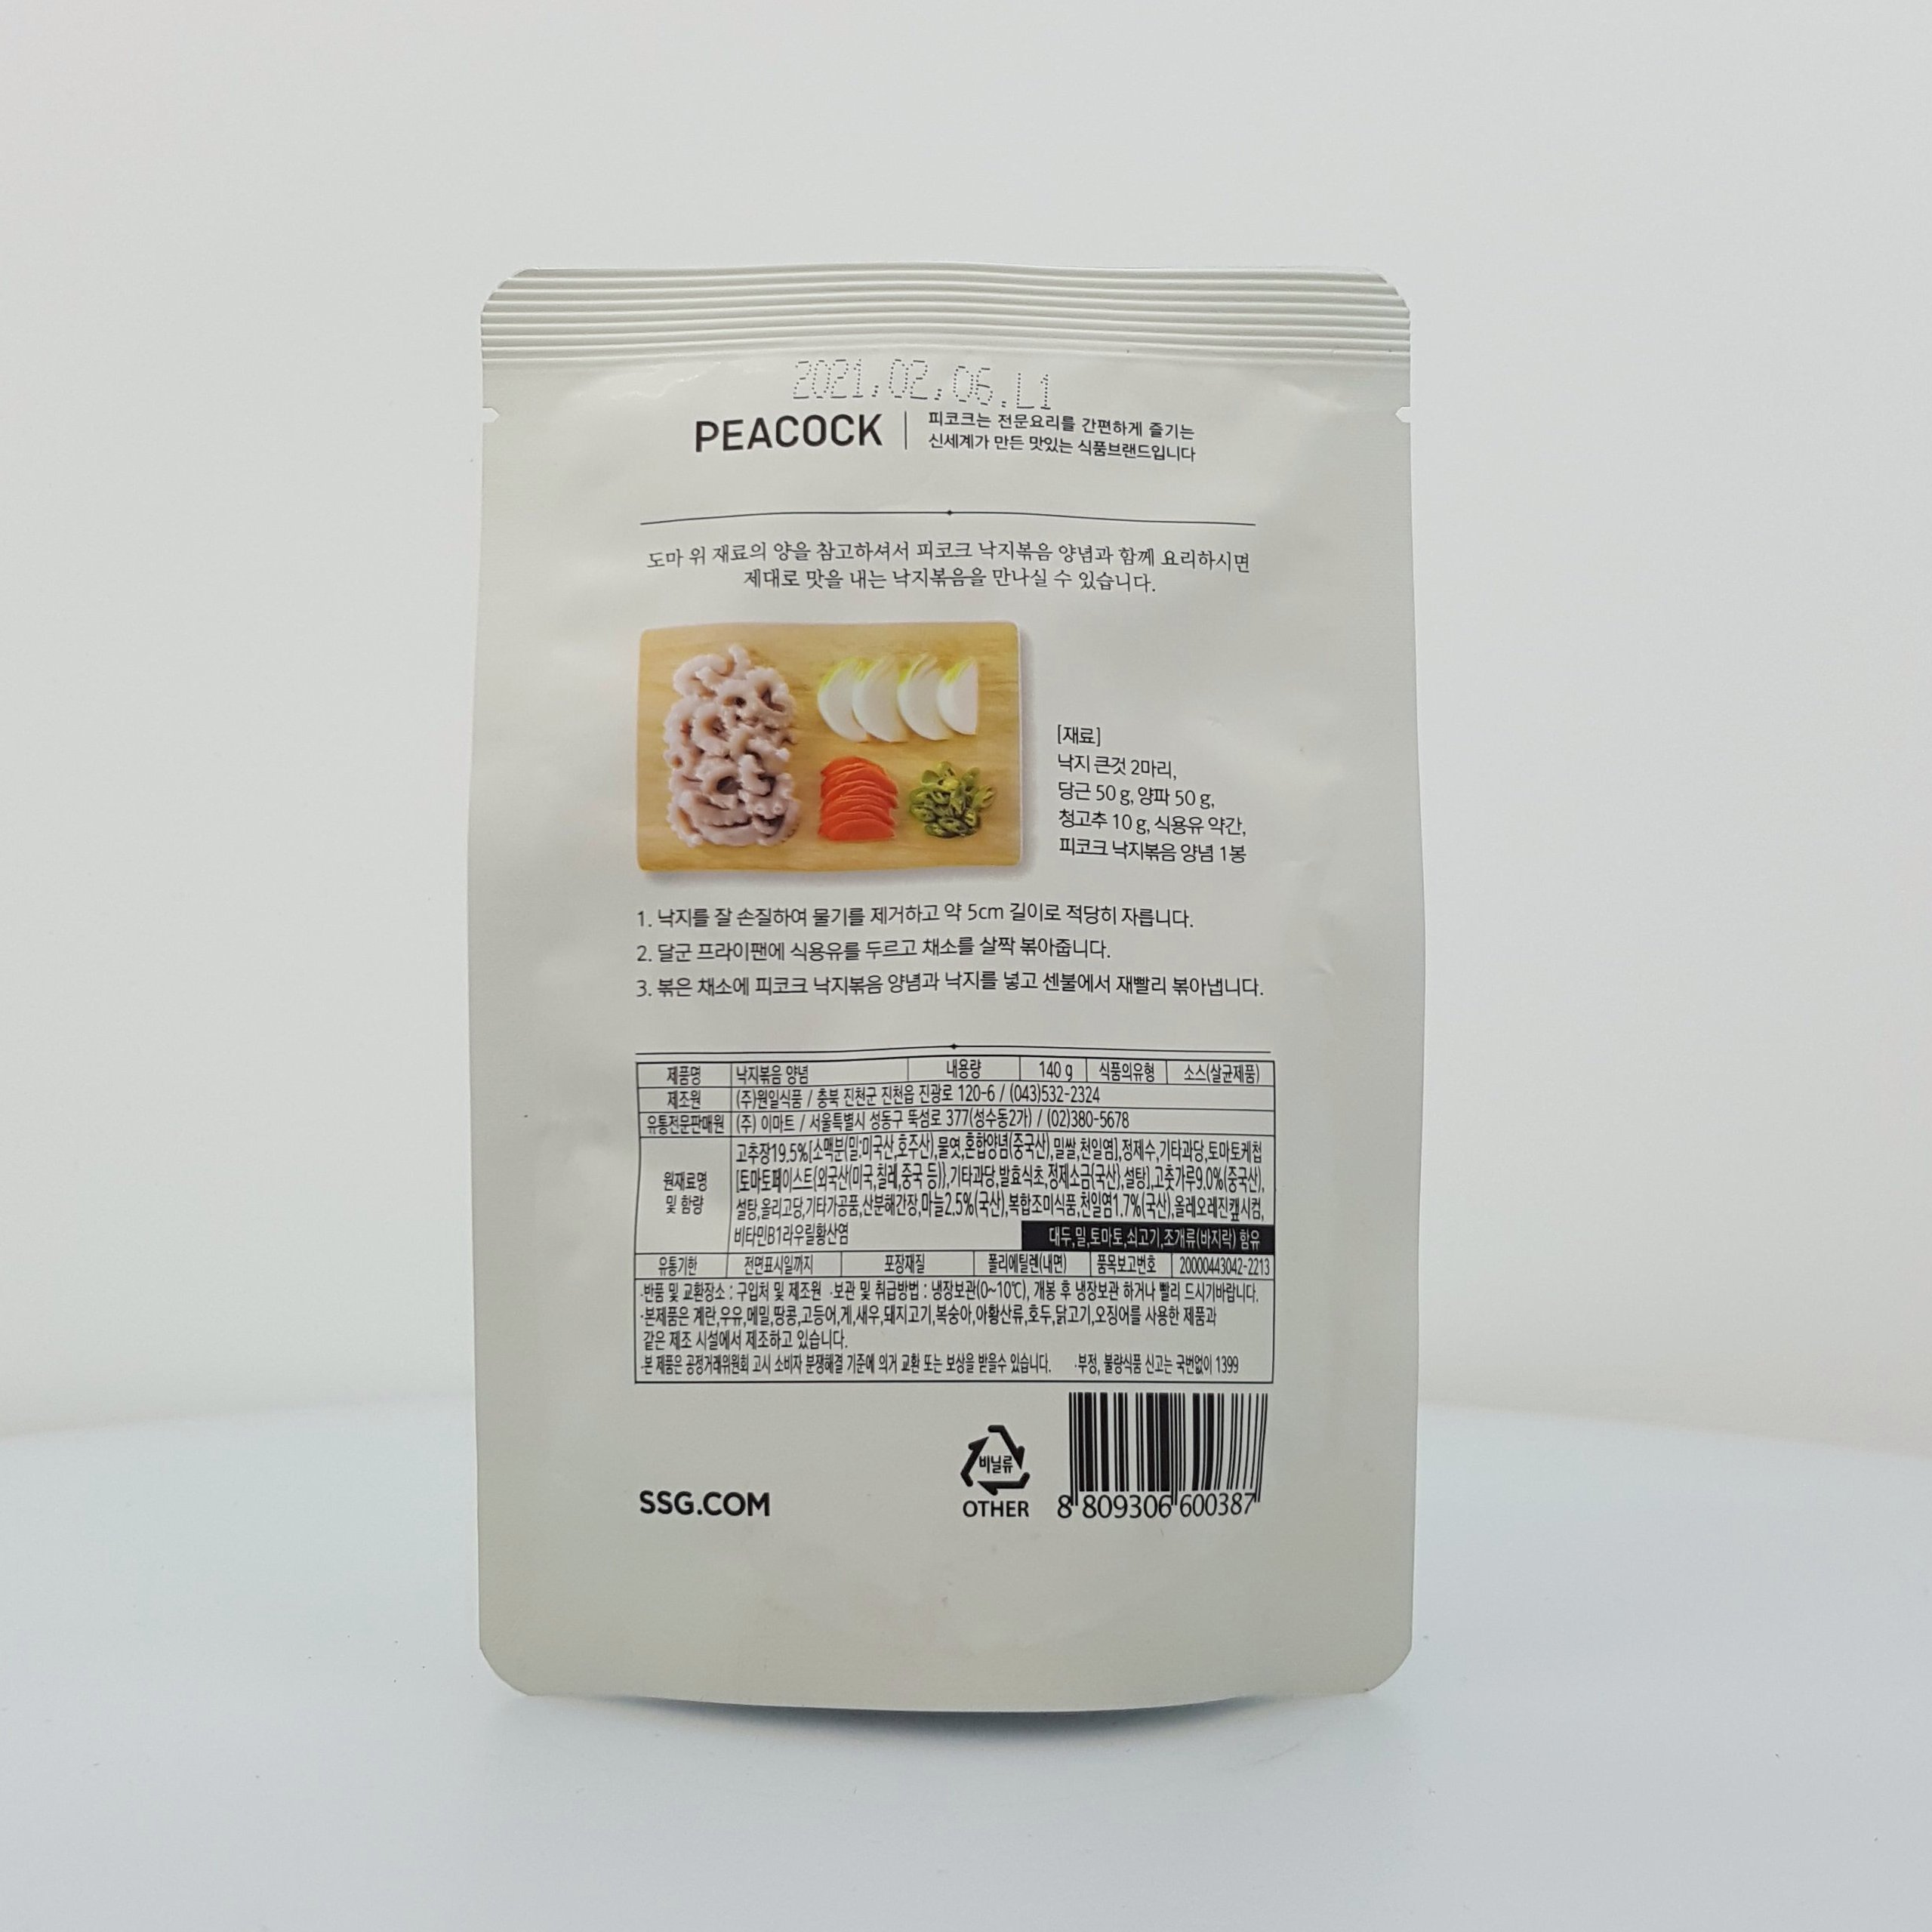 2021.02.06.L1
PEACOCK
피코크는 전문요리를 간편하게 즐기는
신세계가 만든 맛있는 식품브랜드입니다
도마 위 재료의 양을 참고하셔서 피코크 낙지볶음 양념과 함께 요리하시면
제대로 맛을 내는 낙지볶음을 만나실 수 있습니다.
[재료]
낙지 큰것 2마리,
당근 50 g, 양파 50 g,
청고추 10 g, 식용유 약간,
피코크 낙지볶음 양념 1봉
1. 낙지를 잘 손질하여 물기를 제거하고 약 5cm 길이로 적당히 자릅니다.
2. 달군 프라이팬에 식용유를 두르고 채소를 살짝 볶아줍니다.
3. 볶은 채소에 피코크 낙지볶음 양념과 낙지를 넣고 센불에서 재빨리 볶아냅니다.
제품명 낙지볶음 양념 내용량 140 g 식품의유형 소스(살균제품)
제조원 (주)원일식품 / 충북 진천군 진천읍 진광로 120-6 / (043)532-2324
유통전문판매원 (주) 이마트 / 서울특별시 성동구 뚝섬로 377(성수동2가) / (02)380-5678
원재료명 및 함량
고추장19.5%[소맥분(밀:미국산,호주산),물엿,혼합양념(중국산),밀쌀,천일염],정제수,기타과당,토마토케첩
[토마토페이스트{외국산(미국,칠레,중국 등)},기타과당,발효식초,정제소금(국산),설탕],고춧가루9.0%(중국산),
설탕,올리고당,기타가공품,산분해간장,마늘2.5%(국산),복합조미식품,천일염1.7%(국산),올레오레진캪시컴,
비타민B1라우릴황산염
대두,밀,토마토,쇠고기,조개류(바지락) 함유
유통기한 전면표시일까지 포장재질 폴리에틸렌(내면) 품목보고번호 20000443042-2213
·반품 및 교환장소 : 구입처 및 제조원 ·보관 및 취급방법 : 냉장보관(0~10℃), 개봉 후 냉장보관 하거나 빨리 드시기바랍니다.
·본제품은 계란,우유,메밀,땅콩,고등어,게,새우,돼지고기,복숭아,아황산류,호두,닭고기,오징어를 사용한 제품과
같은 제조 시설에서 제조하고 있습니다.
·본 제품은 공정거래위원회 고시 소비자 분쟁해결 기준에 의거 교환 또는 보상을 받을수 있습니다. ·부정, 불량식품 신고는 국번없이 1399
비닐류
OTHER
SSG.COM
8 809306 600387